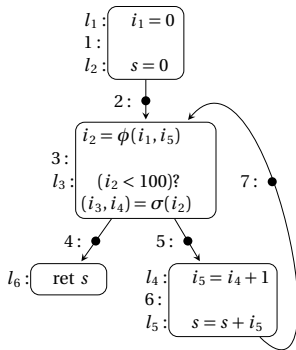 l₁: i₁ = 0
1:
l₂: s = 0
2:
i₂ = ϕ(i₁, i₅)
3:
l₃: (i₂ < 100)?
(i₃, i₄) = σ(i₂)
7:
4:
5:
l₆: ret s
l₄: i₅ = i₄ + 1
6:
l₅: s = s + i₅